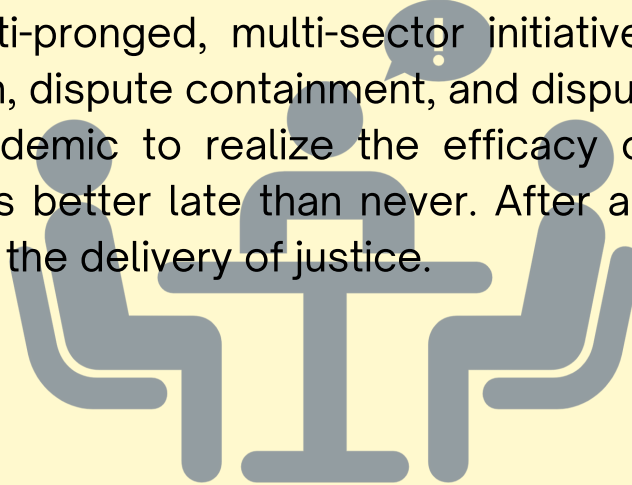 ti-pronged, multi-sector initiative
, dispute containment, and dispu
demic to realize the efficacy
s better late than never. After a
the delivery of justice.